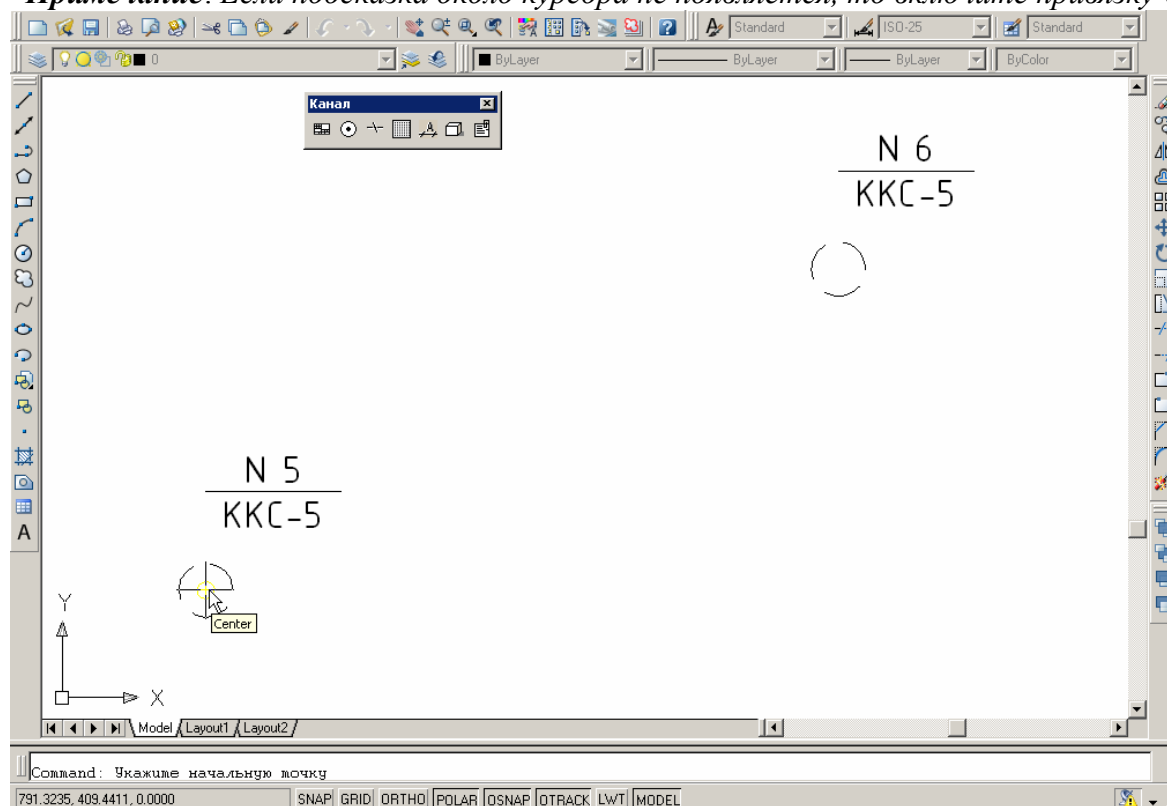 Примечание: Если подсказка около курсора не появляется, то включите привязку
Standard ISO-25 Standard
0 ByLayer ByLayer ByLayer ByColor
Канал
N 6
ККС-5
N 5
ККС-5
Center
Y
X
A
Model Layout1 Layout2
Command: Укажите начальную точку
791.3235, 409.4411, 0.0000 SNAP GRID ORTHO POLAR OSNAP OTRACK LWT MODEL